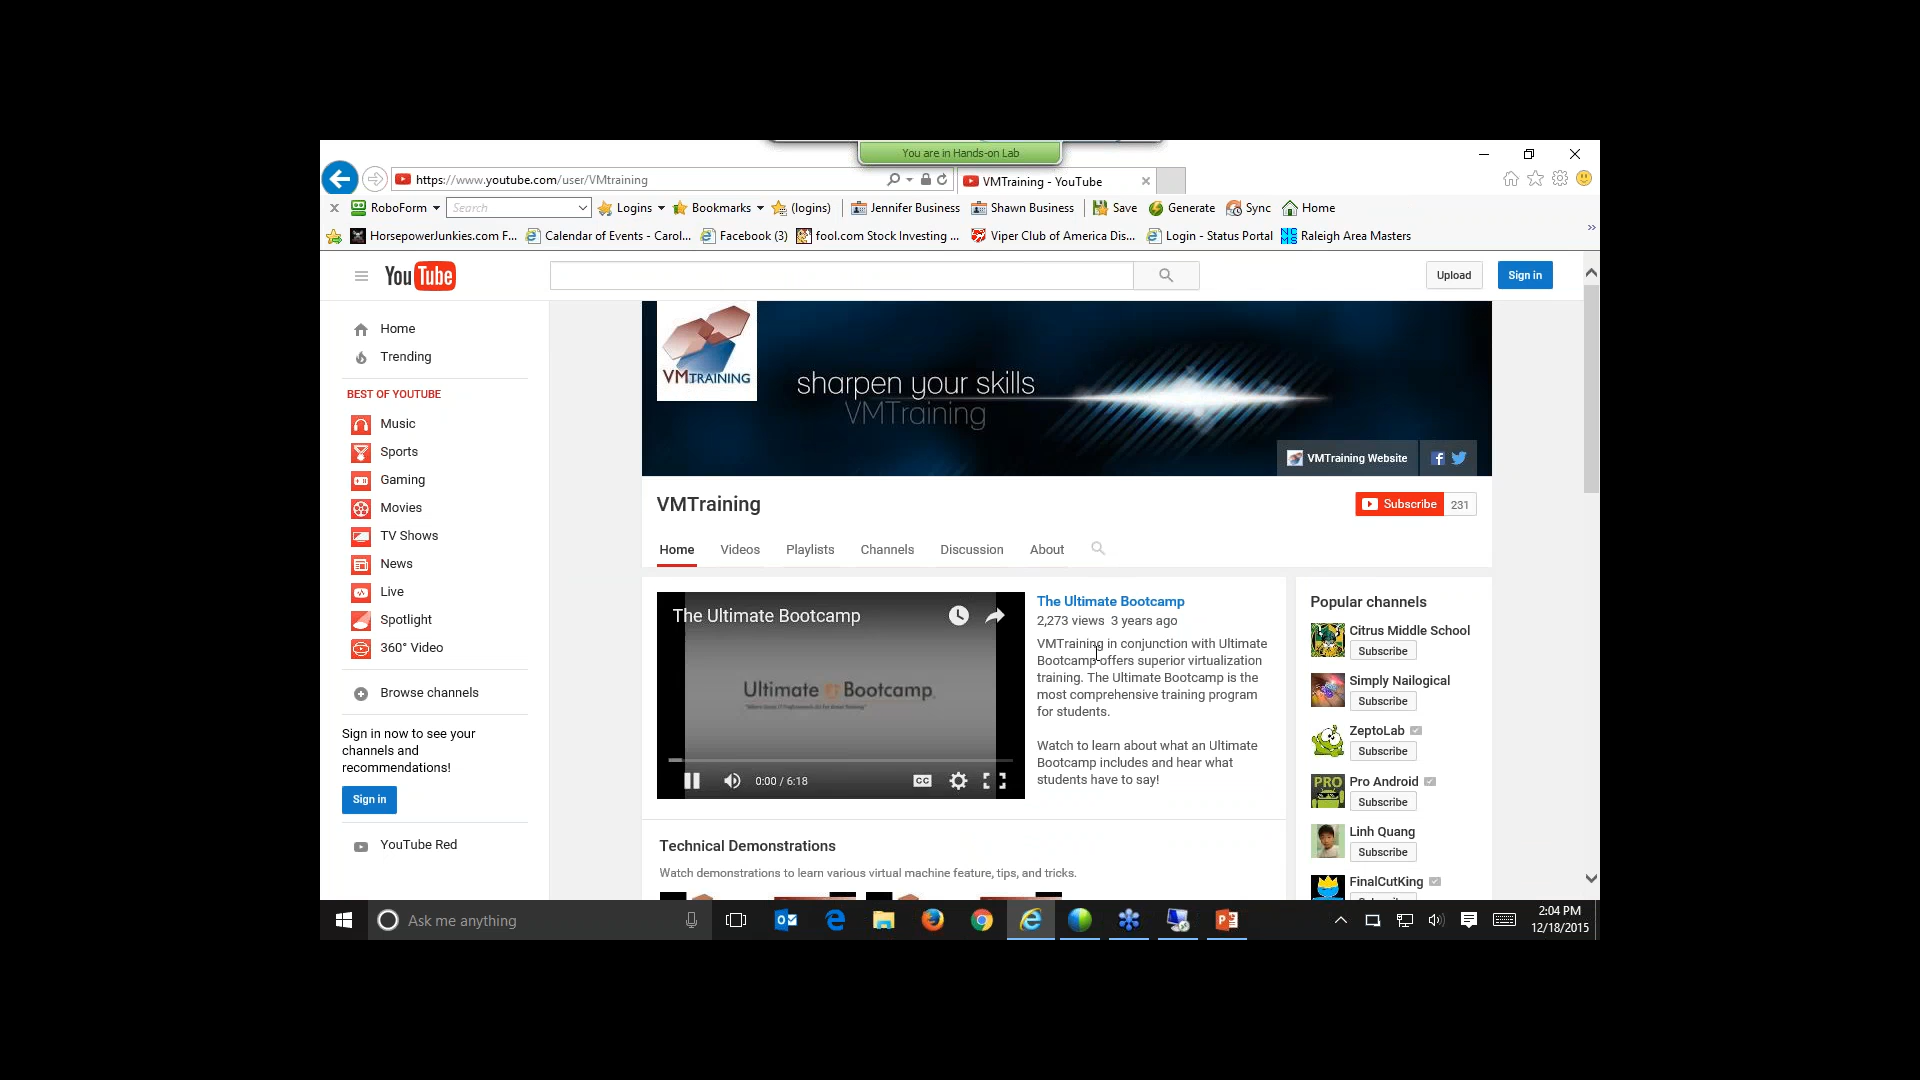 You are in Hands-on Lab
https://www.youtube.com/user/VMtraining
VMTraining - YouTube
RoboForm
Search
Logins
Bookmarks
(logins)
Jennifer Business
Shawn Business
Save
Generate
Sync
Home
HorsepowerJunkies.com F...
Calendar of Events - Carol...
Facebook (3)
fool.com Stock Investing ...
Viper Club of America Dis...
Login - Status Portal
Raleigh Area Masters
YouTube
Upload
Sign in
Home
Trending
BEST OF YOUTUBE
Music
Sports
Gaming
Movies
TV Shows
News
Live
Spotlight
360° Video
Browse channels
Sign in now to see your
channels and
recommendations!
Sign in
YouTube Red
VMTRAINING
sharpen your skills
VMTraining
VMTraining Website
VMTraining
Subscribe
231
Home
Videos
Playlists
Channels
Discussion
About
The Ultimate Bootcamp
Ultimate Bootcamp
0:00 / 6:18
CC
The Ultimate Bootcamp
2,273 views 3 years ago
VMTraining in conjunction with Ultimate
Bootcamp offers superior virtualization
training. The Ultimate Bootcamp is the
most comprehensive training program
for students.
Watch to learn about what an Ultimate
Bootcamp includes and hear what
students have to say!
Technical Demonstrations
Watch demonstrations to learn various virtual machine feature, tips, and tricks.
Popular channels
Citrus Middle School
Subscribe
Simply Nailogical
Subscribe
ZeptoLab
Subscribe
PRO
Pro Android
Subscribe
Linh Quang
Subscribe
FinalCutKing
Ask me anything
2:04 PM
12/18/2015